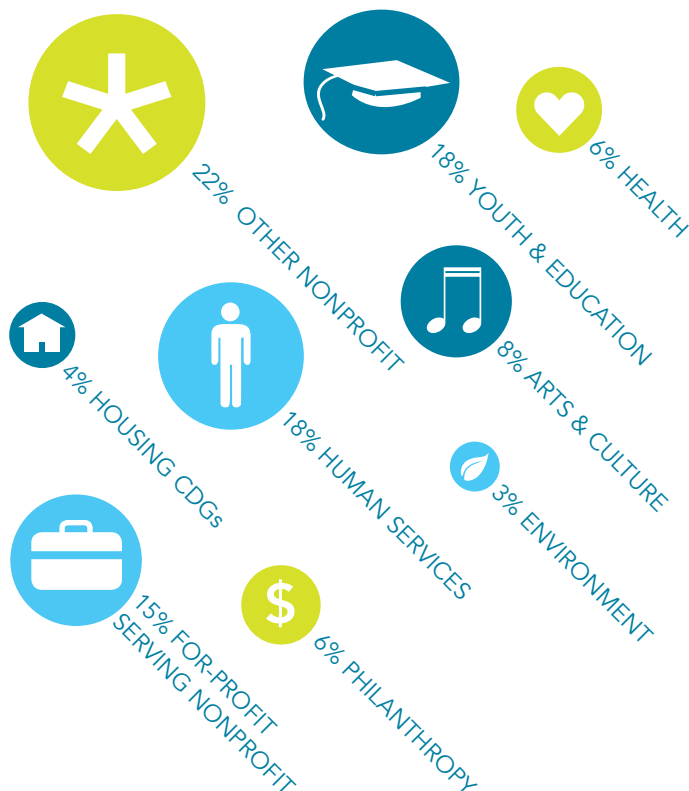 22% OTHER NONPROFIT
18% YOUTH & EDUCATION
6% HEALTH
4% HOUSING CDGs
18% HUMAN SERVICES
8% ARTS & CULTURE
3% ENVIRONMENT
15% FOR-PROFIT
SERVING NONPROFIT
$
6% PHILANTHROPY